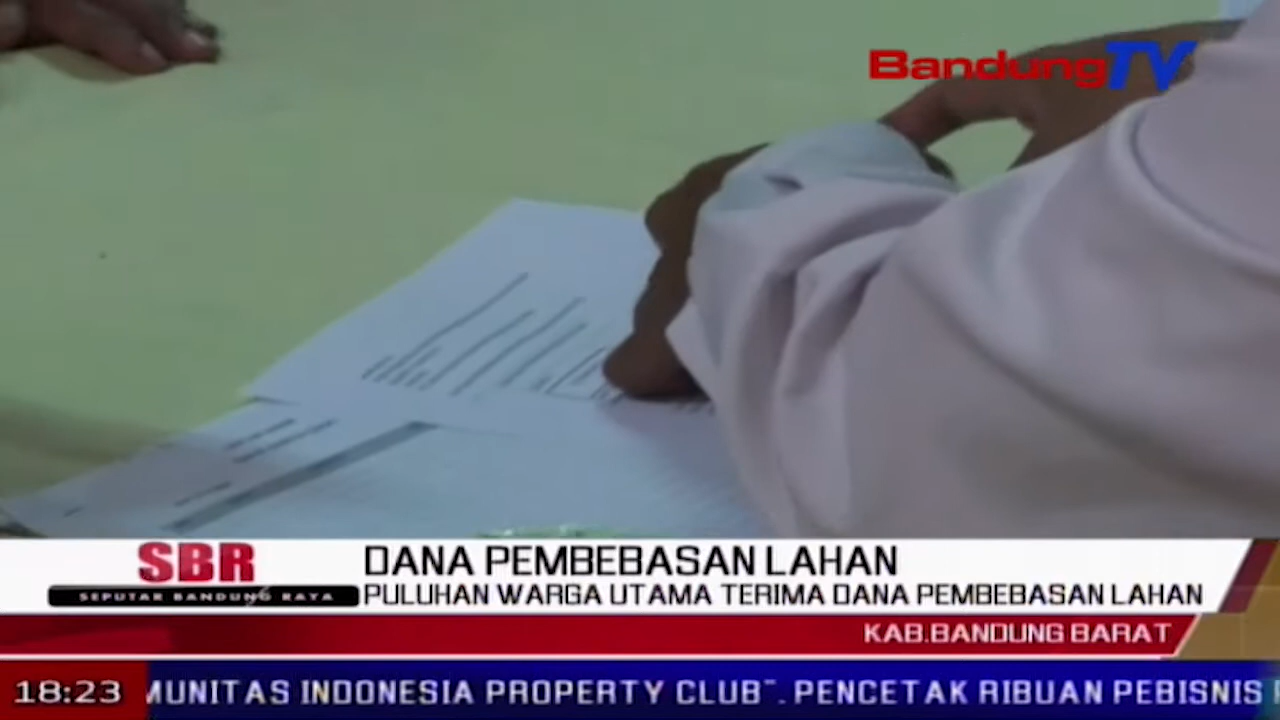 BandungTV
SBR
SEPUTAR BANDUNG RAYA
DANA PEMBEBASAN LAHAN
PULUHAN WARGA UTAMA TERIMA DANA PEMBEBASAN LAHAN
KAB.BANDUNG BARAT
18:23 MUNITAS INDONESIA PROPERTY CLUB". PENCETAK RIBUAN PEBISNIS